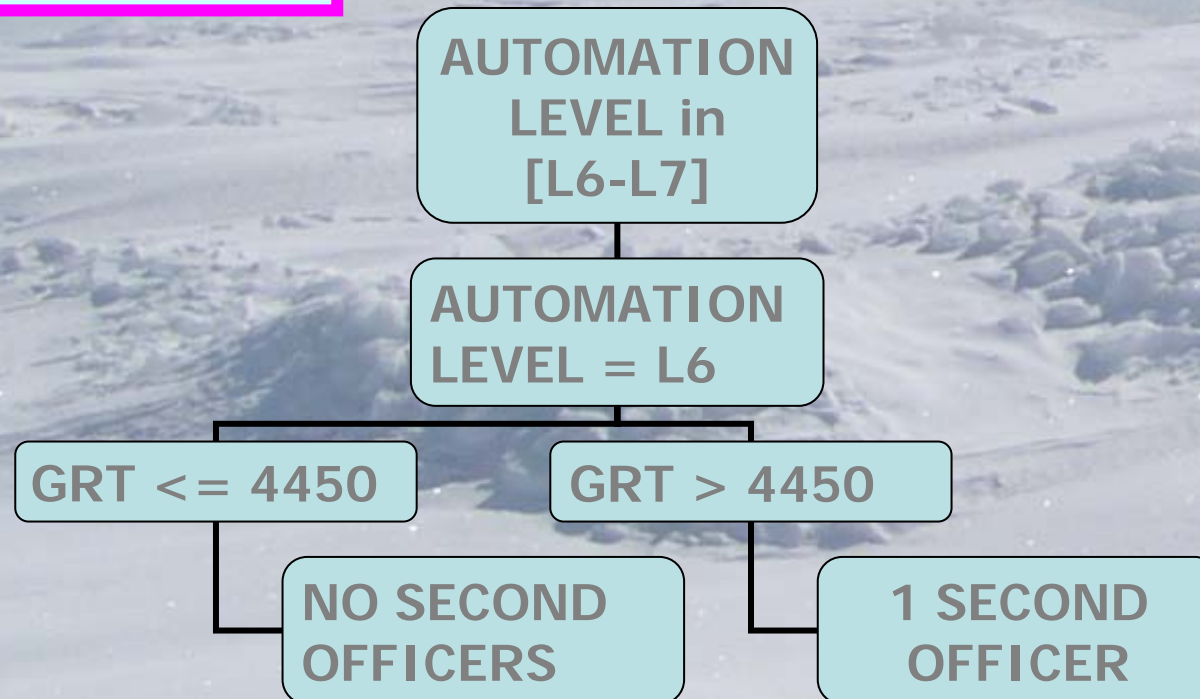 AUTOMATION
LEVEL in
[L6-L7]
AUTOMATION
LEVEL = L6
GRT <= 4450
GRT > 4450
NO SECOND
OFFICERS
1 SECOND
OFFICER